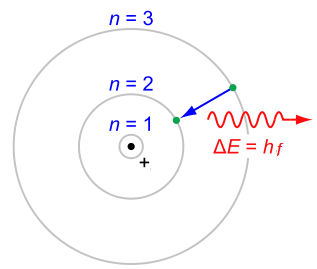 n = 3
n = 2
n = 1
+
ΔE = hf